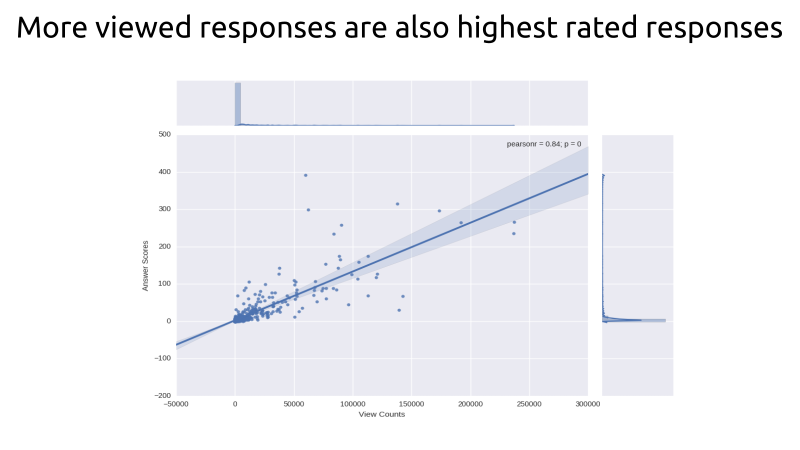 More viewed responses are also highest rated responses
pearsonr = 0.84; p = 0
500
400
300
200
100
0
−100
−200
Answer Scores
−50000 0 50000 100000 150000 200000 250000 300000
View Counts